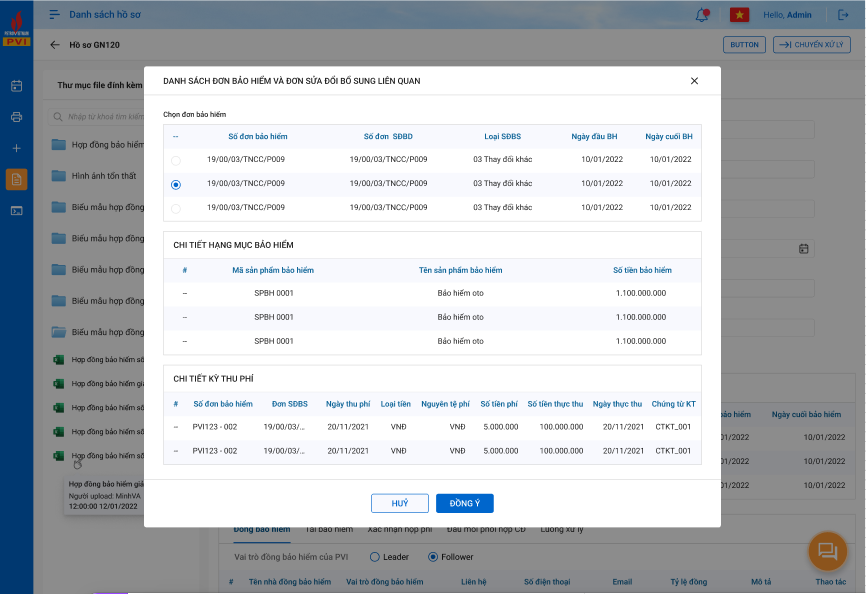 PVI
Danh sách hồ sơ
Hello, Admin
Hồ sơ GN120
BUTTON
CHUYỂN XỬ LÝ
Thư mục file đính kèm
Nhập từ khoá tìm kiếm
Hợp đồng bảo hiểm
Hình ảnh tổn thất
Biểu mẫu hợp đồng
Biểu mẫu hợp đồng
Biểu mẫu hợp đồng
Biểu mẫu hợp đồng
Biểu mẫu hợp đồng
Hợp đồng bảo hiểm số
Hợp đồng bảo hiểm giá
Hợp đồng bảo hiểm số
Hợp đồng bảo hiểm số
Hợp đồng bảo hiểm số
Hợp đồng bảo hiểm giá
Người upload: MinhVA
12:00:00 12/01/2022
DANH SÁCH ĐƠN BẢO HIỂM VÀ ĐƠN SỬA ĐỔI BỔ SUNG LIÊN QUAN
Chọn đơn bảo hiểm
-- Số đơn bảo hiểm Số đơn SĐBD Loại SĐBS Ngày đầu BH Ngày cuối BH
19/00/03/TNCC/P009 19/00/03/TNCC/P009 03 Thay đổi khác 10/01/2022 10/01/2022
19/00/03/TNCC/P009 19/00/03/TNCC/P009 03 Thay đổi khác 10/01/2022 10/01/2022
19/00/03/TNCC/P009 19/00/03/TNCC/P009 03 Thay đổi khác 10/01/2022 10/01/2022
CHI TIẾT HẠNG MỤC BẢO HIỂM
# Mã sản phẩm bảo hiểm Tên sản phẩm bảo hiểm Số tiền bảo hiểm
-- SPBH 0001 Bảo hiểm oto 1.100.000.000
-- SPBH 0001 Bảo hiểm oto 1.100.000.000
-- SPBH 0001 Bảo hiểm oto 1.100.000.000
CHI TIẾT KỲ THU PHÍ
# Số đơn bảo hiểm Đơn SĐBS Ngày thu phí Loại tiền Nguyên tệ phí Số tiền phí Số tiền thực thu Ngày thực thu Chứng từ KT
-- PVI123 - 002 19/00/03/... 20/11/2021 VNĐ VNĐ 5.000.000 100.000.000 20/11/2021 CTKT_001
-- PVI123 - 002 19/00/03/... 20/11/2021 VNĐ VNĐ 5.000.000 100.000.000 20/11/2021 CTKT_001
HUỶ
ĐỒNG Ý
bảo hiểm Ngày cuối bảo hiểm
/2022 10/01/2022
/2022 10/01/2022
/2022 10/01/2022
Đồng bảo hiểm Tái bảo hiểm Xác nhận nộp phí Đầu mối phối hợp CĐ Luồng xử lý
Vai trò đồng bảo hiểm của PVI Leader Follower
# Tên nhà đồng bảo hiểm Vai trò đồng bảo hiểm Liên hệ Số điện thoại Email Tỷ lệ đồng Mô tả Thao tác